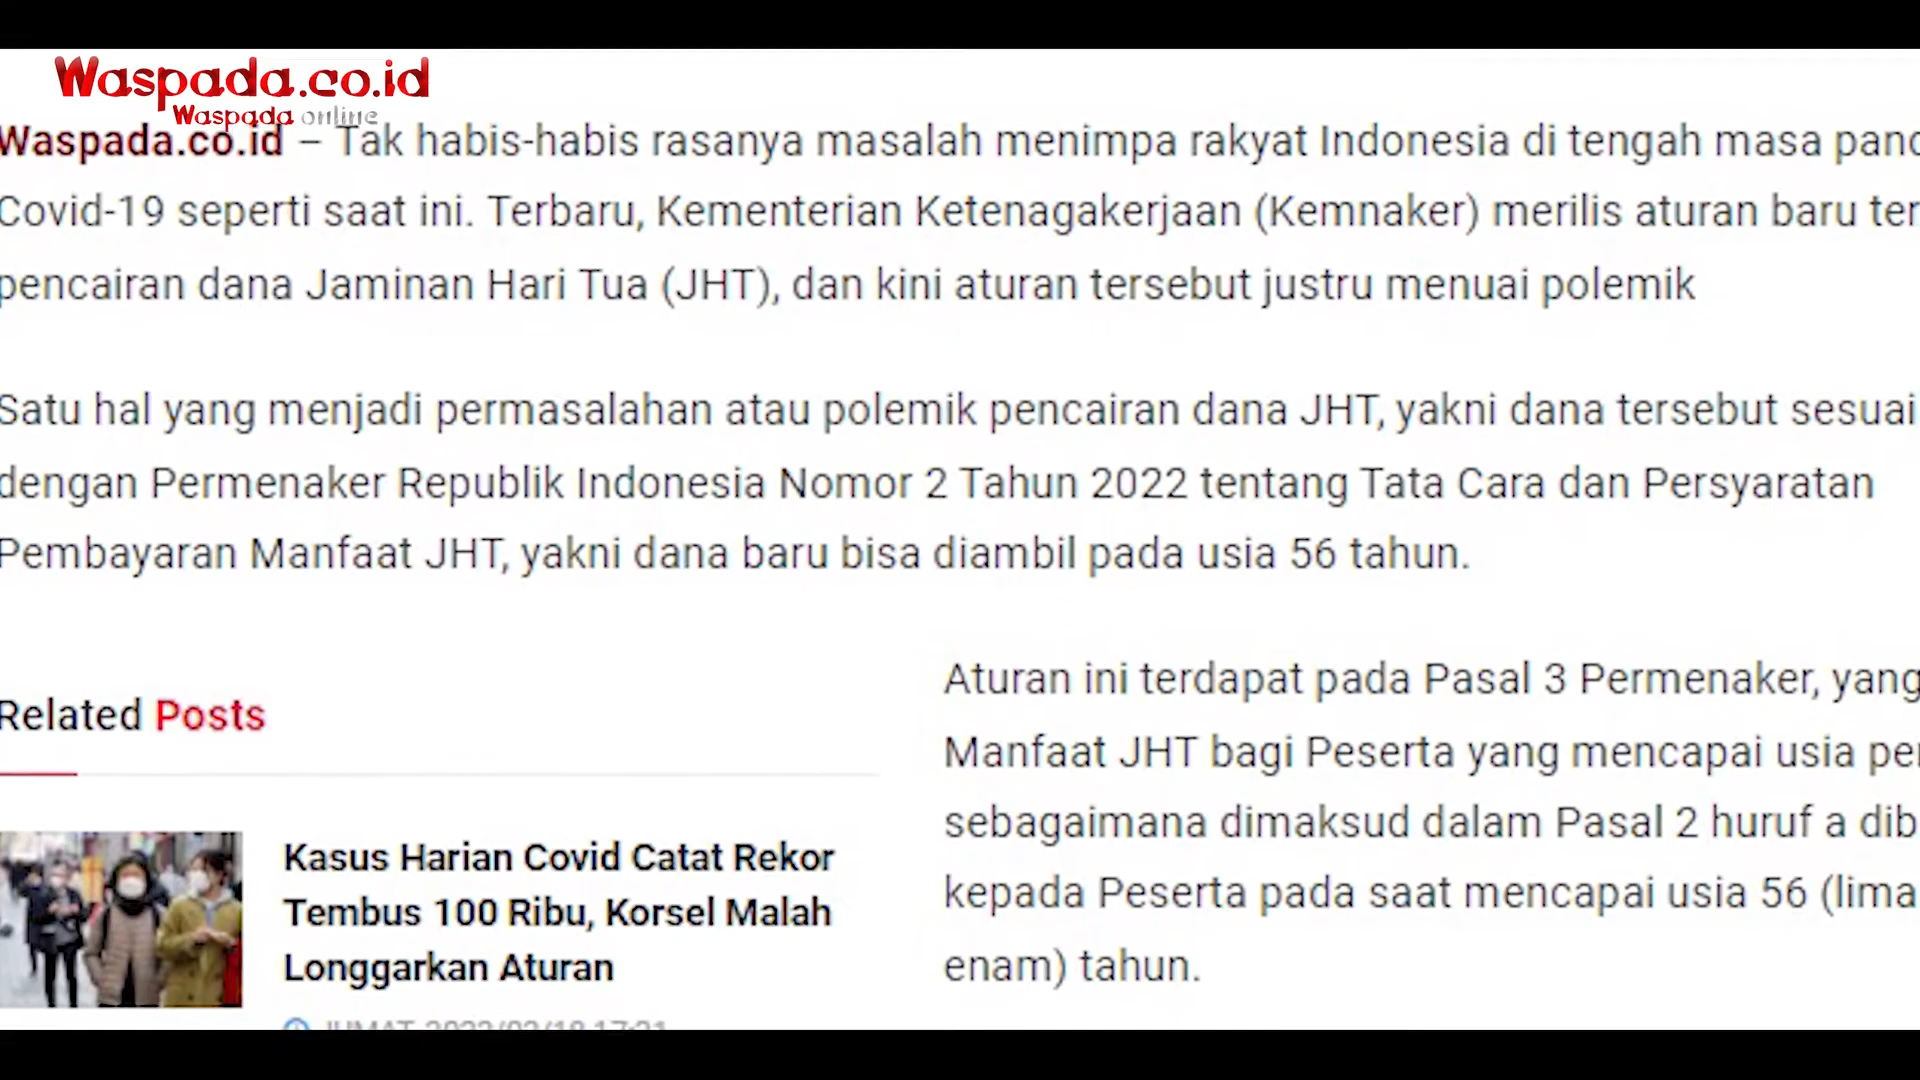 Waspada.co.id
Waspada online
Waspada.co.id – Tak habis-habis rasanya masalah menimpa rakyat Indonesia di tengah masa
Covid-19 seperti saat ini. Terbaru, Kementerian Ketenagakerjaan (Kemnaker) merilis aturan baru
pencairan dana Jaminan Hari Tua (JHT), dan kini aturan tersebut justru menuai polemik
Satu hal yang menjadi permasalahan atau polemik pencairan dana JHT, yakni dana tersebut sesuai
dengan Permenaker Republik Indonesia Nomor 2 Tahun 2022 tentang Tata Cara dan Persyaratan
Pembayaran Manfaat JHT, yakni dana baru bisa diambil pada usia 56 tahun.
Related Posts
Kasus Harian Covid Catat Rekor
Tembus 100 Ribu, Korsel Malah
Longgarkan Aturan
Aturan ini terdapat pada Pasal 3 Permenaker, yang
Manfaat JHT bagi Peserta yang mencapai usia
sebagaimana dimaksud dalam Pasal 2 huruf a
kepada Peserta pada saat mencapai usia 56 (lima
enam) tahun.